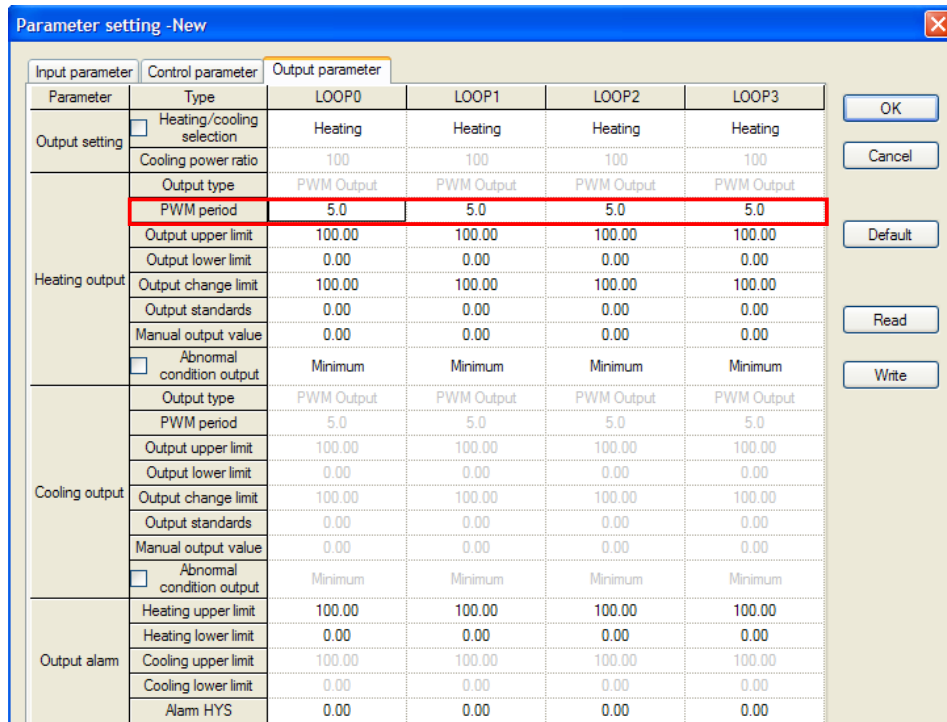 Parameter setting -New
Input parameter Control parameter Output parameter
Parameter Type LOOP0 LOOP1 LOOP2 LOOP3
Output setting
Heating/cooling
selection Heating Heating Heating Heating
Cooling power ratio 100 100 100 100
Heating output
Output type PWM Output PWM Output PWM Output PWM Output
PWM period 5.0 5.0 5.0 5.0
Output upper limit 100.00 100.00 100.00 100.00
Output lower limit 0.00 0.00 0.00 0.00
Output change limit 100.00 100.00 100.00 100.00
Output standards 0.00 0.00 0.00 0.00
Manual output value 0.00 0.00 0.00 0.00
Abnormal
condition output Minimum Minimum Minimum Minimum
Cooling output
Output type PWM Output PWM Output PWM Output PWM Output
PWM period 5.0 5.0 5.0 5.0
Output upper limit 100.00 100.00 100.00 100.00
Output lower limit 0.00 0.00 0.00 0.00
Output change limit 100.00 100.00 100.00 100.00
Output standards 0.00 0.00 0.00 0.00
Manual output value 0.00 0.00 0.00 0.00
Abnormal
condition output Minimum Minimum Minimum Minimum
Output alarm
Heating upper limit 100.00 100.00 100.00 100.00
Heating lower limit 0.00 0.00 0.00 0.00
Cooling upper limit 100.00 100.00 100.00 100.00
Cooling lower limit 0.00 0.00 0.00 0.00
Alarm HYS 0.00 0.00 0.00 0.00
OK
Cancel
Default
Read
Write